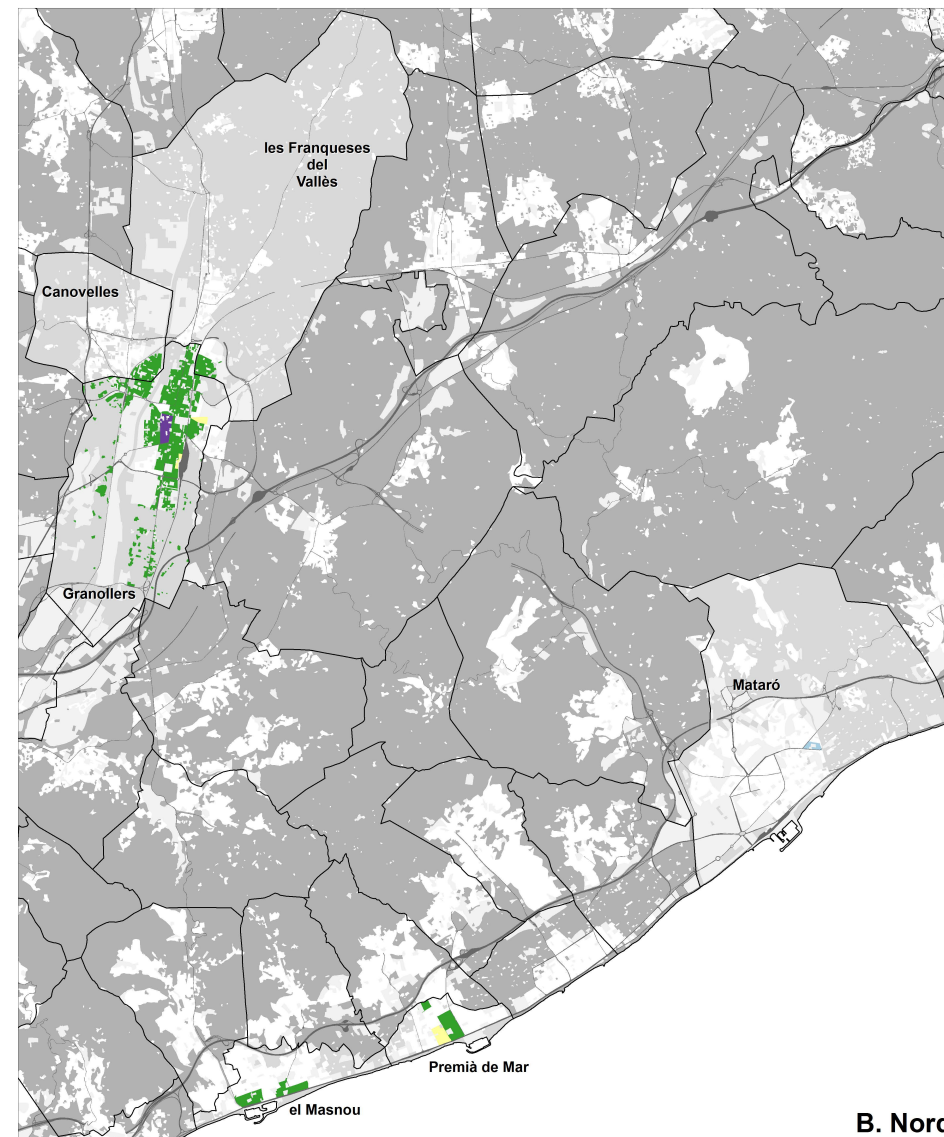 les Franqueses
del
Vallès
Canovelles
Granollers
Mataró
Premià de Mar
el Masnou
B. Nord